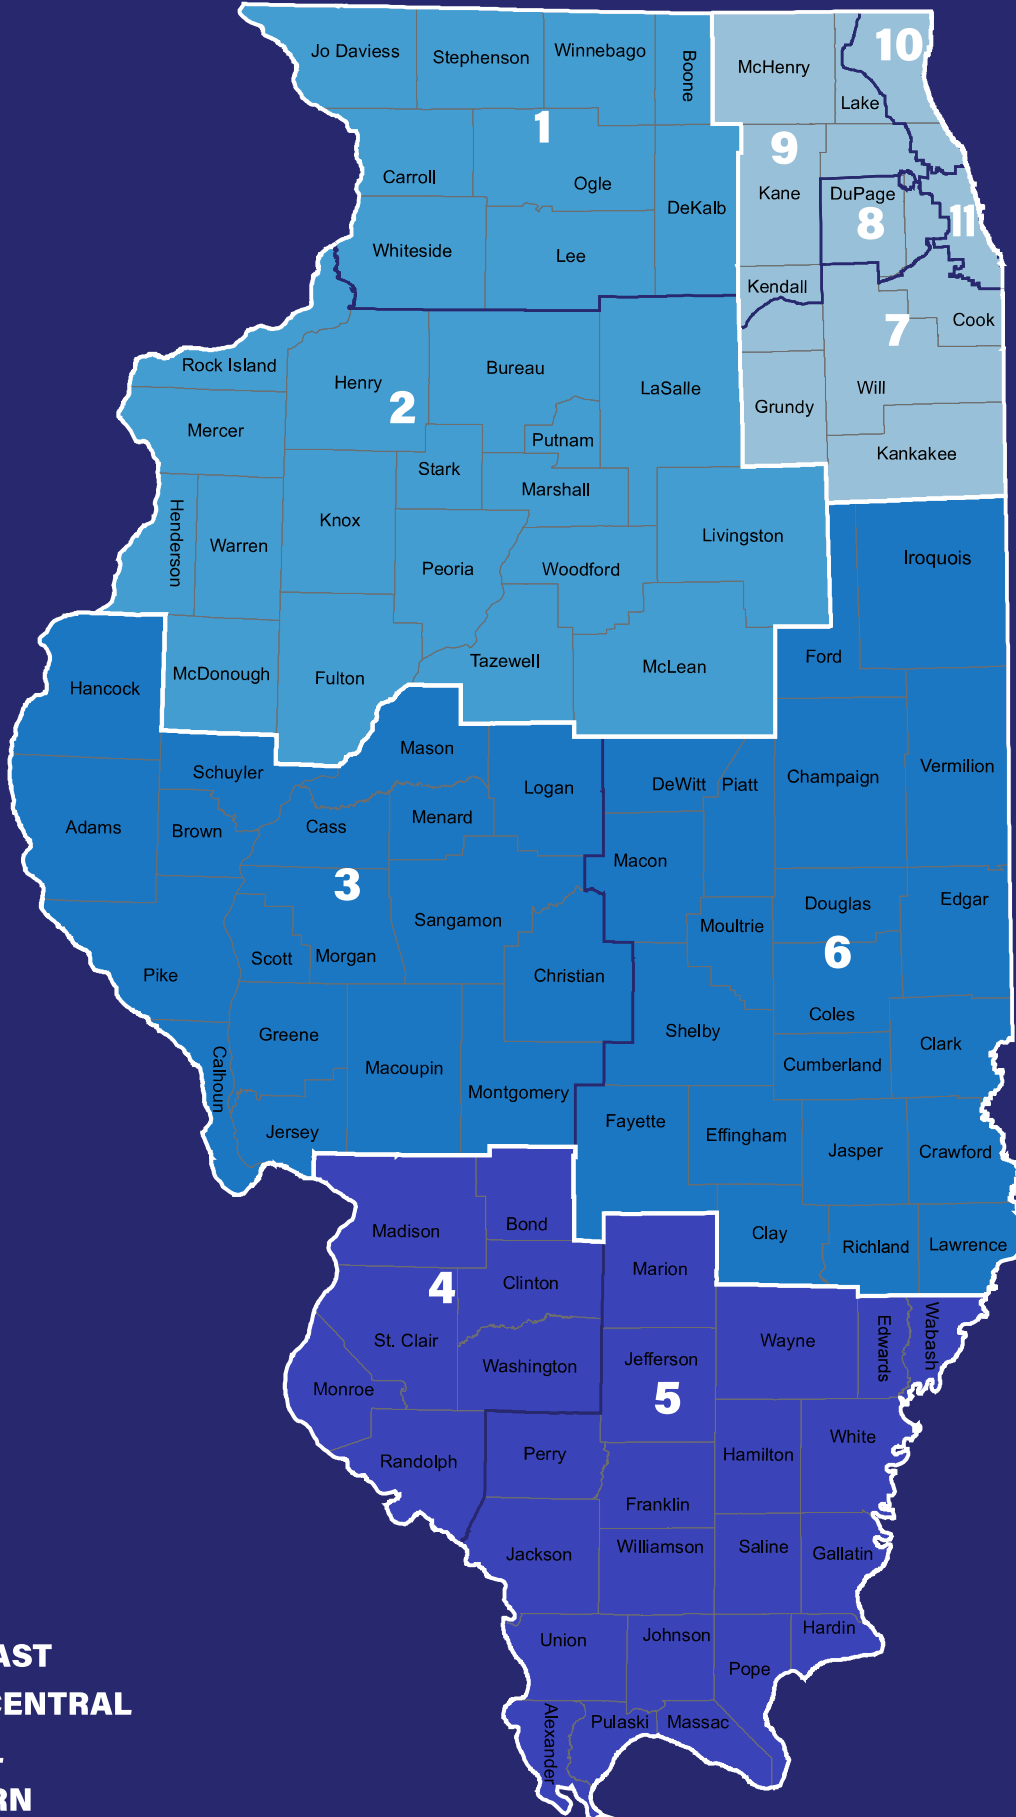 Jo Daviess
Stephenson
Winnebago
Boone
McHenry
10
Lake
1
9
Carroll
Ogle
Kane
DuPage
DeKalb
8
11
Whiteside
Lee
Kendall
Cook
7
Rock Island
Henry
Bureau
LaSalle
Will
2
Grundy
Mercer
Putnam
Kankakee
Stark
Marshall
Henderson
Knox
Livingston
Warren
Iroquois
Peoria
Woodford
Ford
McDonough
Fulton
Tazewell
McLean
Hancock
Mason
Schuyler
Logan
DeWitt
Piatt
Champaign
Vermilion
Adams
Brown
Cass
Menard
Macon
3
Douglas
Edgar
Sangamon
Moultrie
6
Scott
Morgan
Pike
Christian
Coles
Greene
Shelby
Clark
Calhoun
Macoupin
Cumberland
Montgomery
Jersey
Fayette
Effingham
Jasper
Crawford
Madison
Bond
Clay
Richland
Lawrence
4
Clinton
Marion
St. Clair
Wayne
Edwards
Wabash
Washington
Jefferson
Monroe
5
Randolph
Perry
Hamilton
White
Franklin
Jackson
Williamson
Saline
Gallatin
Union
Johnson
Hardin
Pope
Alexander
Pulaski
Massac
AST
CENTRAL
RN